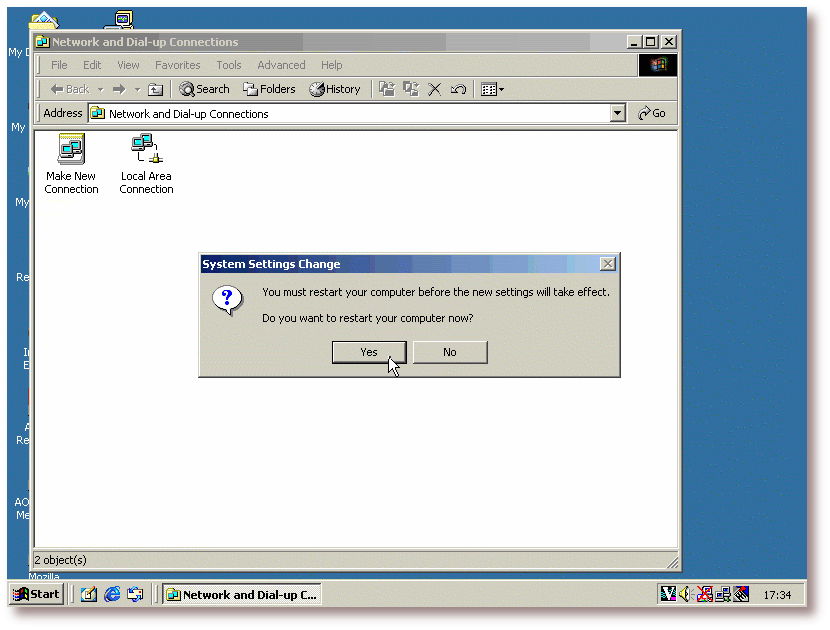 My D
Network and Dial-up Connections
File Edit View Favorites Tools Advanced Help
Back Search Folders History
Address Network and Dial-up Connections Go
My
Make New
Connection
Local Area
Connection
My
Re
System Settings Change
You must restart your computer before the new settings will take effect.
Do you want to restart your computer now?
Yes No
In
E
A
Re
AO
Me
2 object(s)
Mozilla
Start Network and Dial-up C... 17:34